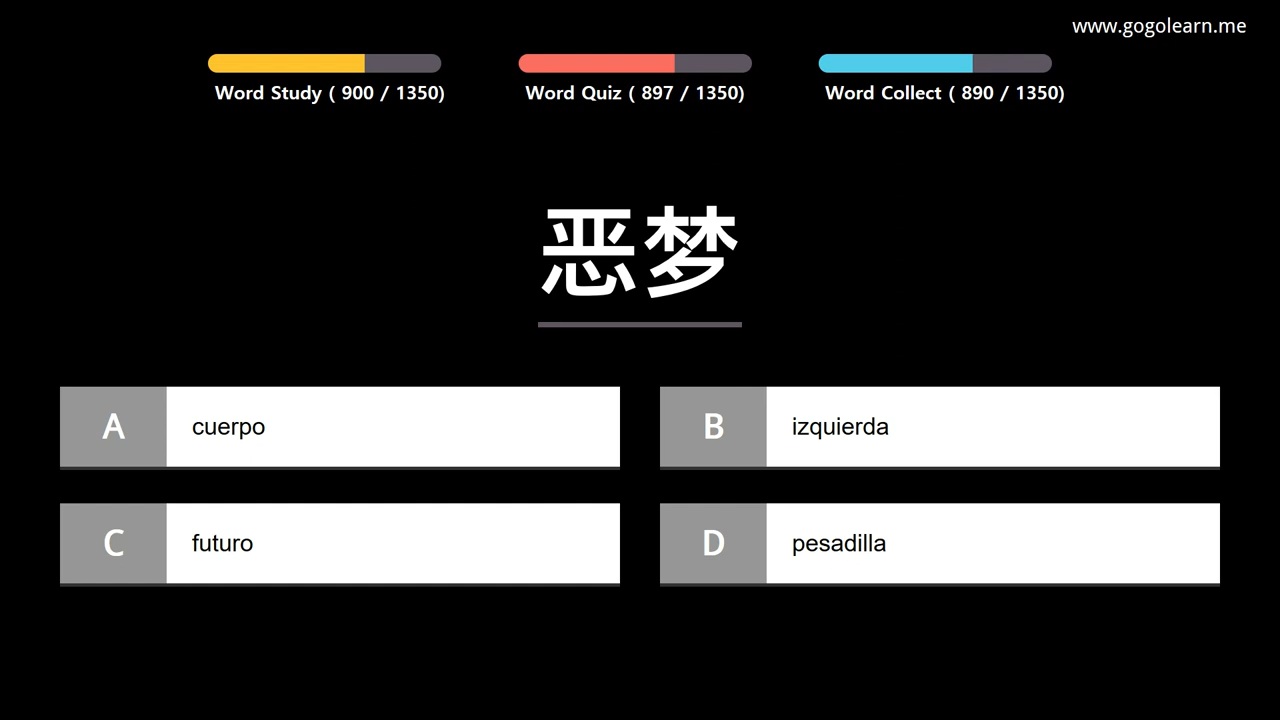 www.gogolearn.me
Word Study ( 900 / 1350)
Word Quiz ( 897 / 1350)
Word Collect ( 890 / 1350)
恶梦
A cuerpo
B izquierda
C futuro
D pesadilla